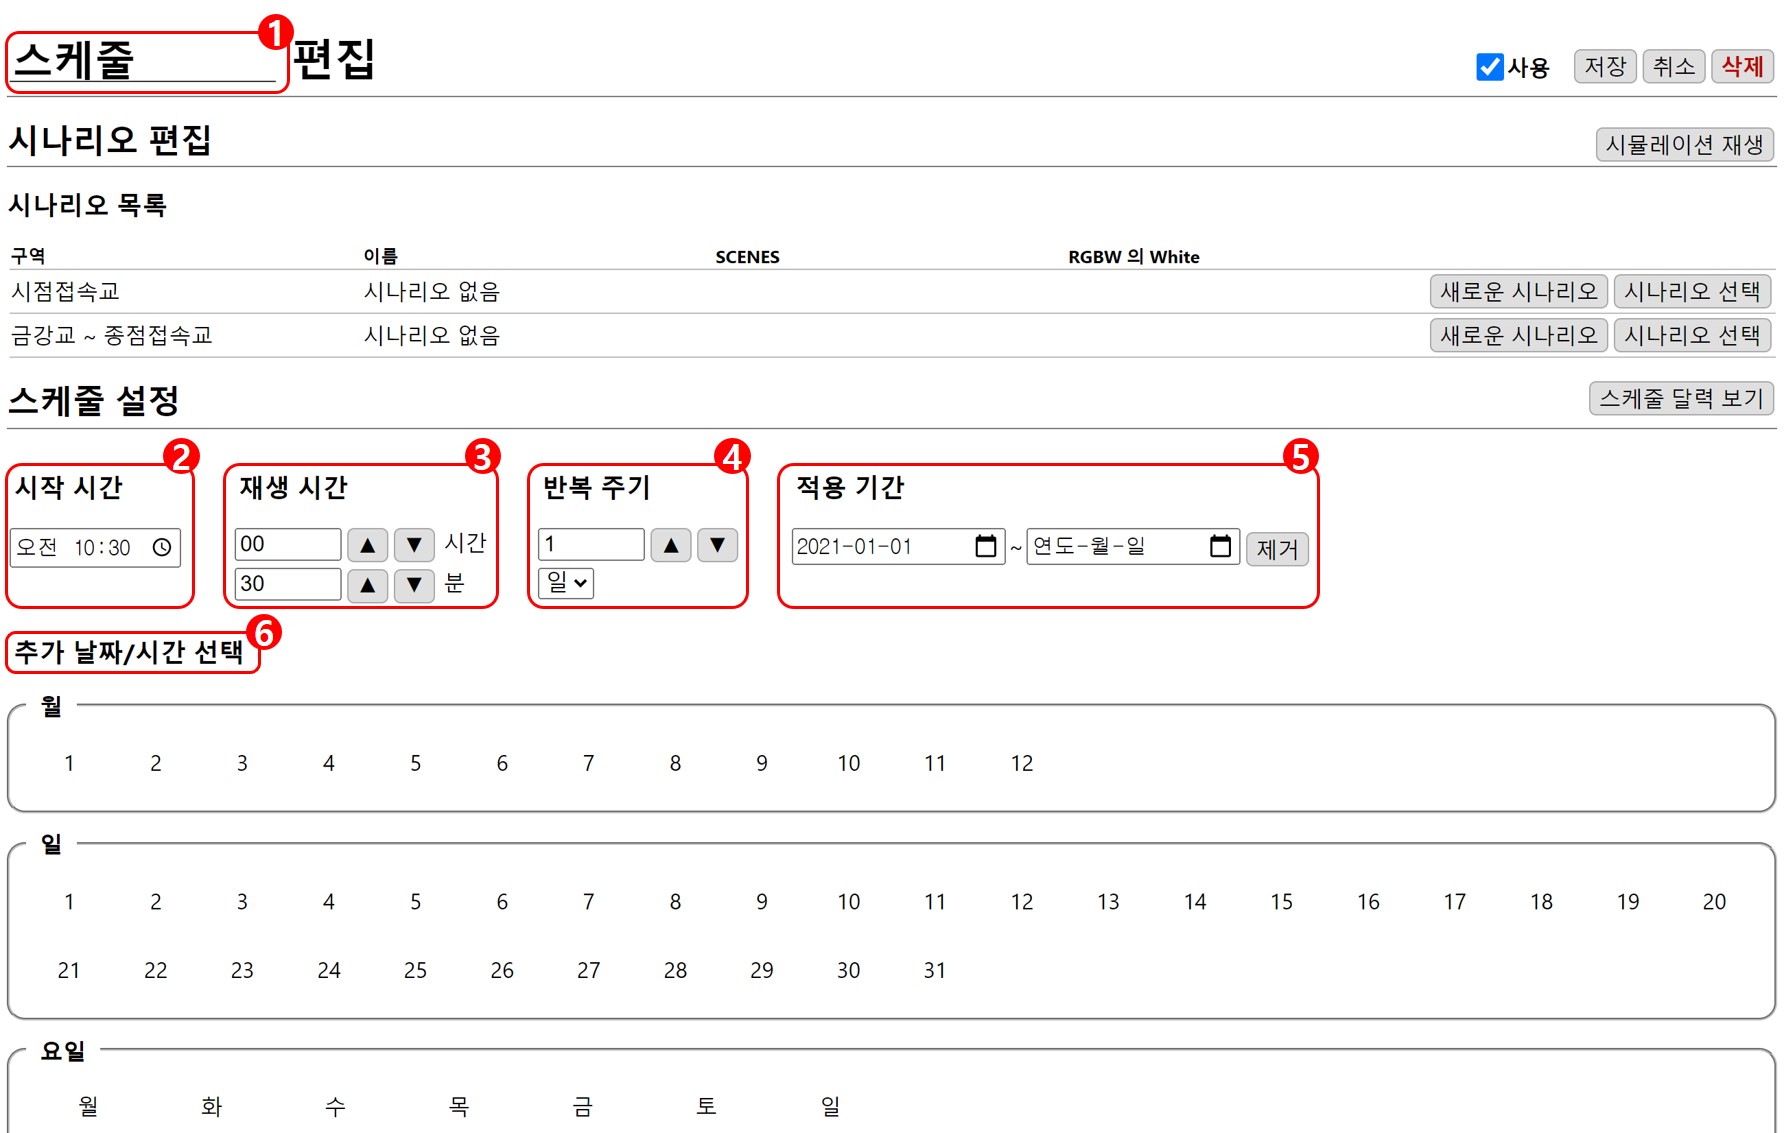 스케줄 1 편집
사용 저장 취소 삭제
시나리오 편집 시뮬레이션 재생
시나리오 목록
구역 이름 SCENES RGBW 의 White
시점접속교 시나리오 없음 새로운 시나리오 시나리오 선택
금강교 ~ 종점접속교 시나리오 없음 새로운 시나리오 시나리오 선택
스케줄 설정 스케줄 달력 보기
2 3 4 5
시작 시간 재생 시간 반복 주기 적용 기간
오전 10:30 00 ▲ ▼ 시간 1 ▲ ▼ 2021-01-01 ~ 연도-월-일 제거
30 ▲ ▼ 분 일
6
추가 날짜/시간 선택
월
1 2 3 4 5 6 7 8 9 10 11 12
일
1 2 3 4 5 6 7 8 9 10 11 12 13 14 15 16 17 18 19 20
21 22 23 24 25 26 27 28 29 30 31
요일
월 화 수 목 금 토 일